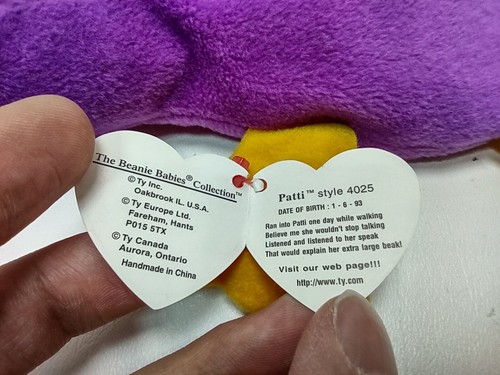 The Beanie Babies® Collection™
©Ty Inc.
Oakbrook IL. U.S.A.
©Ty Europe Ltd.
Fareham, Hants
P015 5TX
©Ty Canada
Aurora, Ontario
Handmade in China
Patti™ style 4025
DATE OF BIRTH : 1 - 6 - 93
Ran into Patti one day while walking
Believe me she wouldn't stop talking
Listened and listened to her speak
That would explain her extra large beak!
Visit our web page!!!
http://www.ty.com